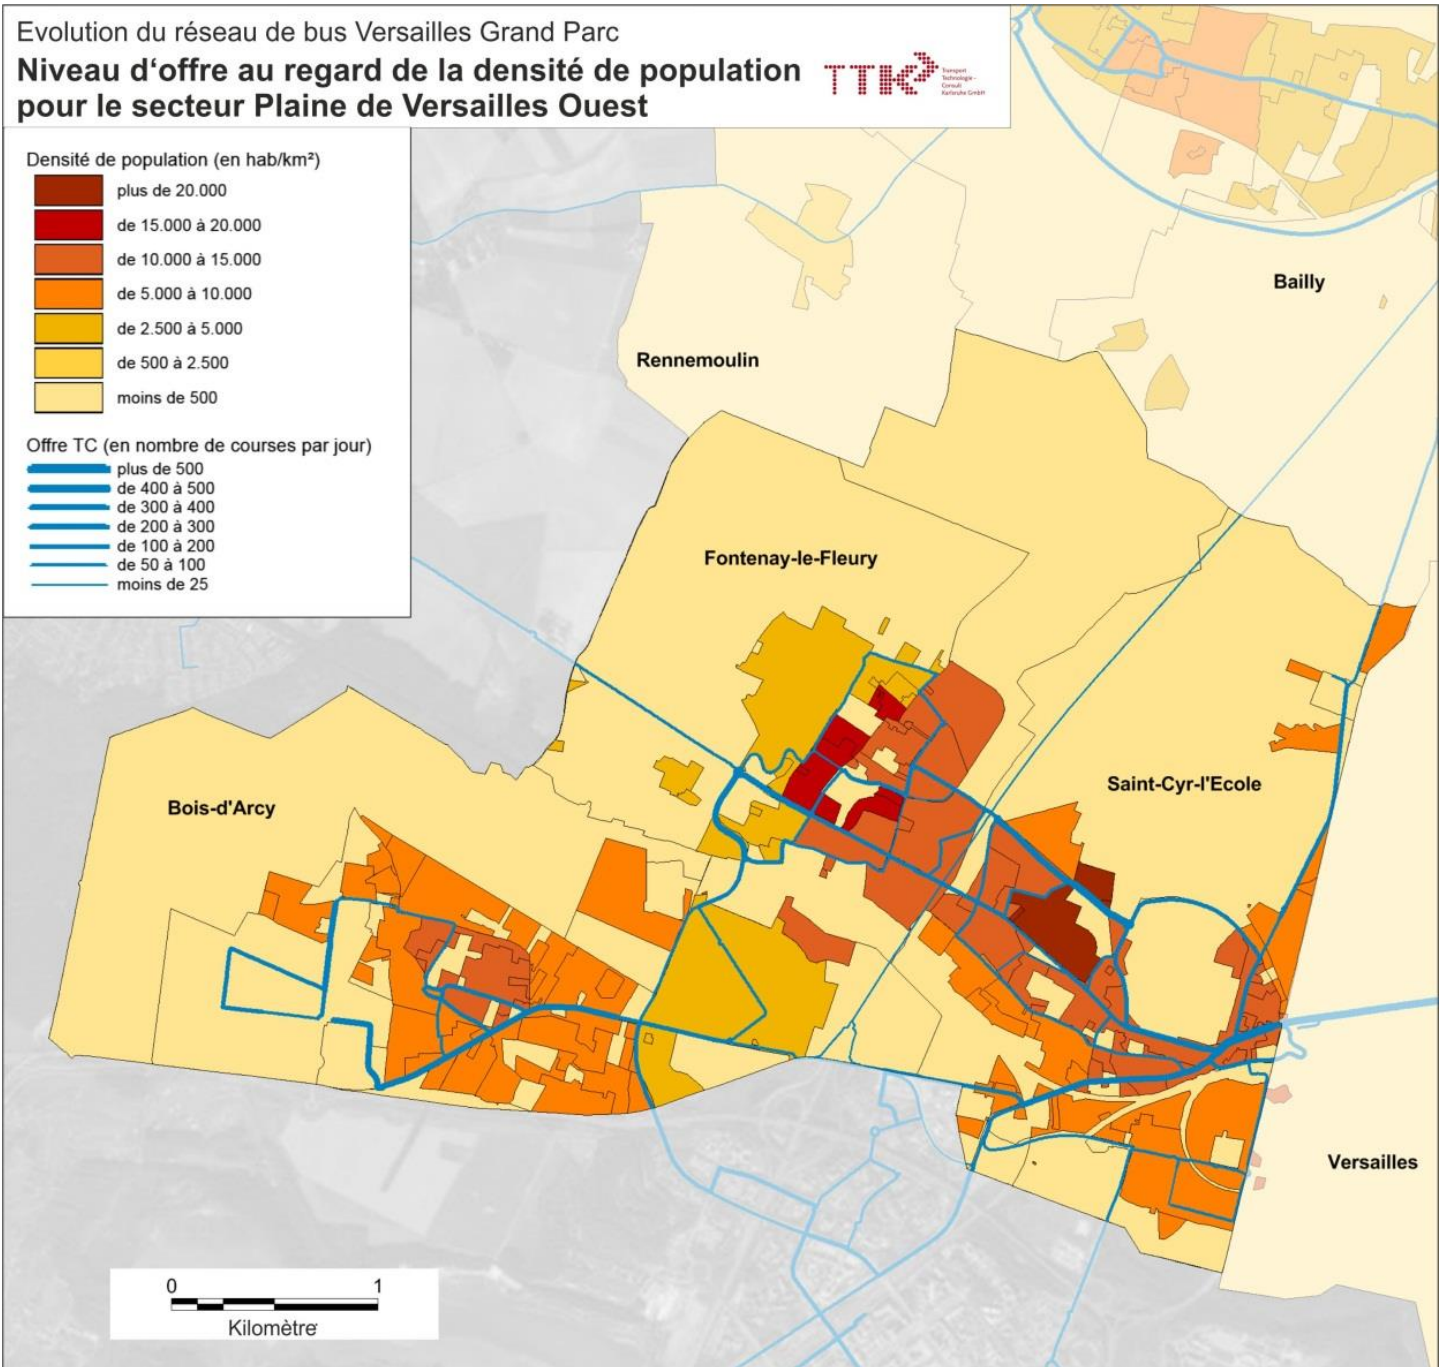 Evolution du réseau de bus Versailles Grand Parc
Niveau d‘offre au regard de la densité de population
pour le secteur Plaine de Versailles Ouest
TTK
Transport
Technologie -
Consult
Karlsruhe GmbH
Densité de population (en hab/km²)
plus de 20.000
de 15.000 à 20.000
de 10.000 à 15.000
de 5.000 à 10.000
de 2.500 à 5.000
de 500 à 2.500
moins de 500
Offre TC (en nombre de courses par jour)
plus de 500
de 400 à 500
de 300 à 400
de 200 à 300
de 100 à 200
de 50 à 100
moins de 25
Bailly
Rennemoulin
Fontenay-le-Fleury
Saint-Cyr-l'Ecole
Bois-d'Arcy
Versailles
0 1
Kilomètre